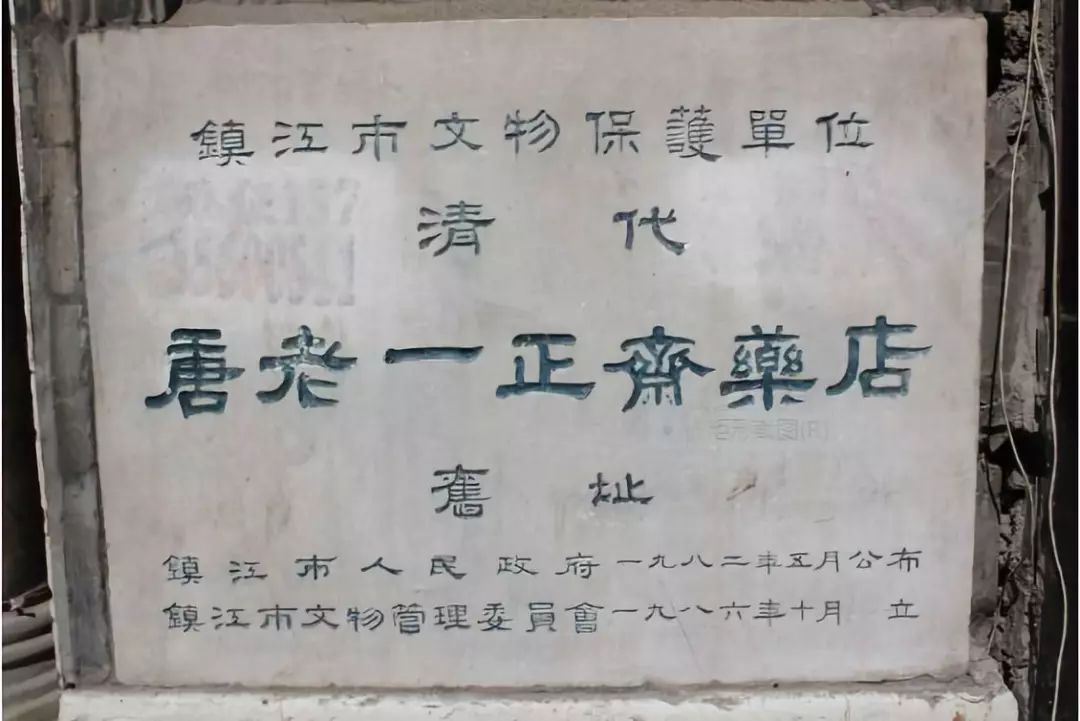 鎮江市文物保護單位
清代
唐老一正齋藥店
舊址
鎮江市人民政府一九八二年五月公布
鎮江市文物管理委員會一九八六年十月 立